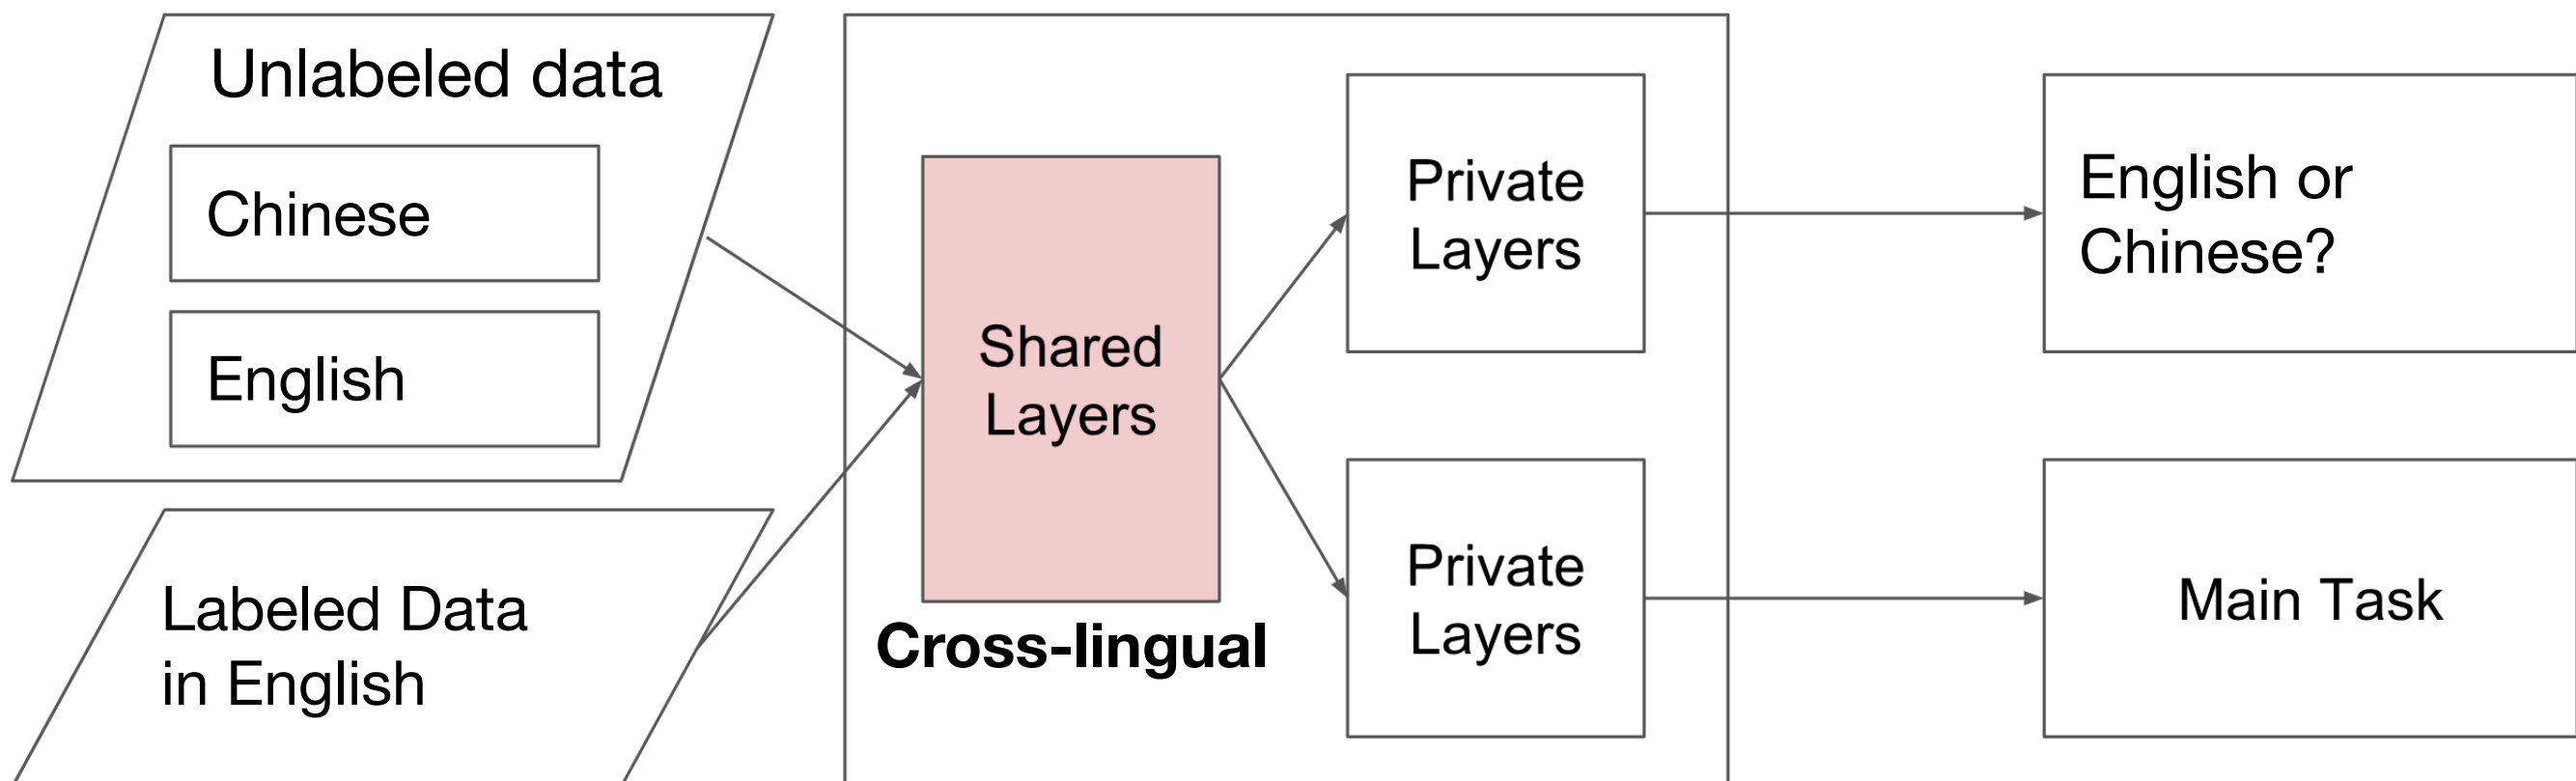 Unlabeled data
Chinese
English
Labeled Data
in English
Shared
Layers
Cross-lingual
Private
Layers
Private
Layers
English or
Chinese?
Main Task